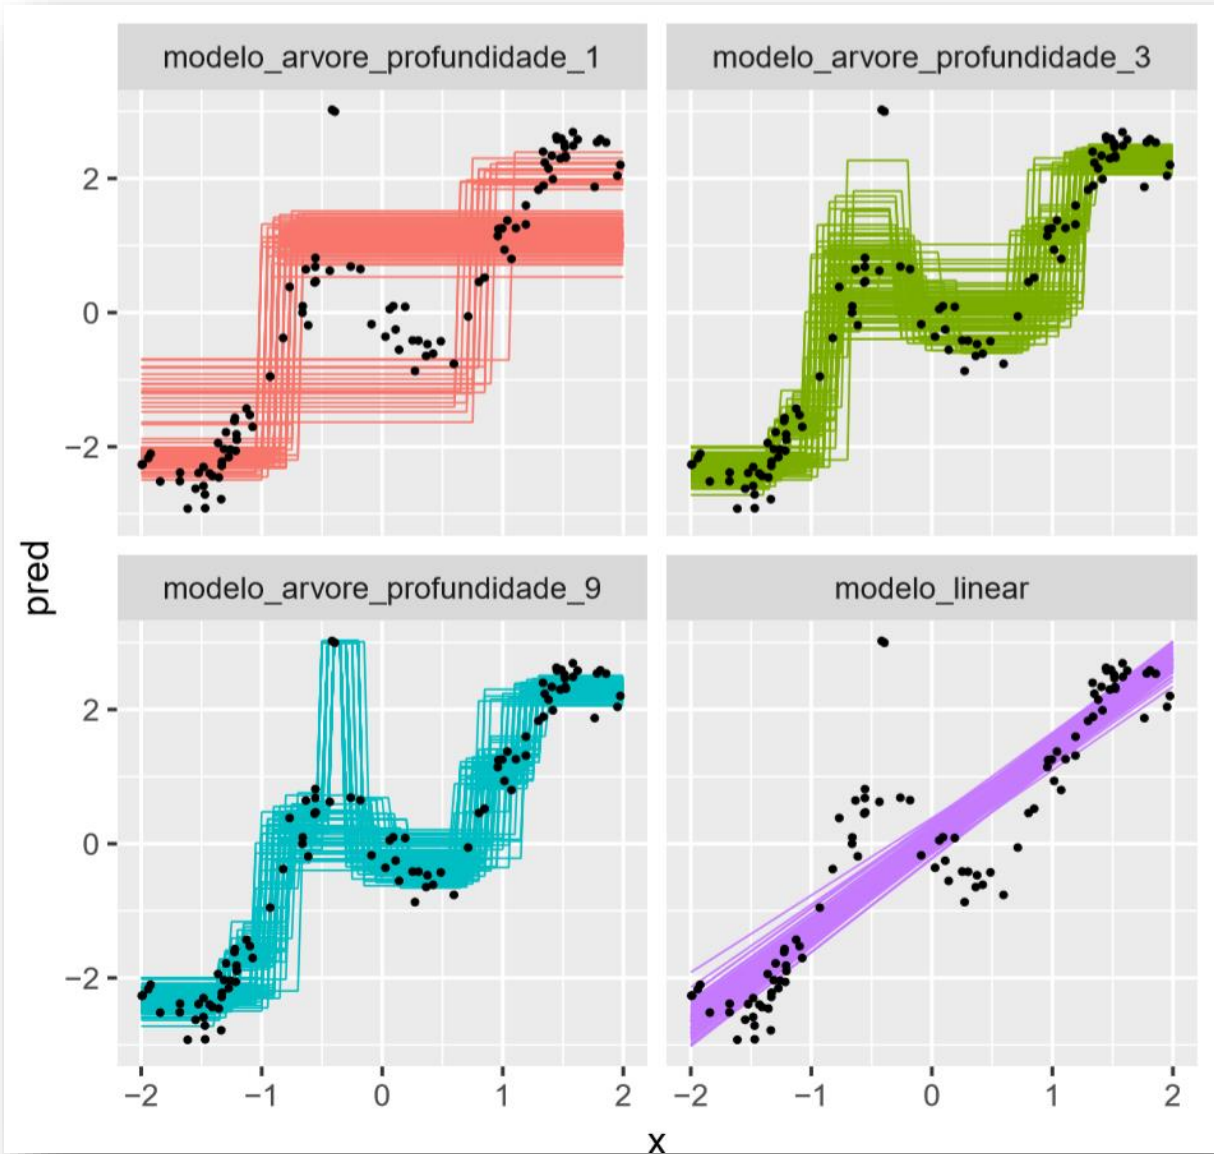 modelo_arvore_profundidade_1
modelo_arvore_profundidade_3
2
0
−2
modelo_arvore_profundidade_9
modelo_linear
2
0
−2
−2 −1 0 1 2
−2 −1 0 1 2
pred
x